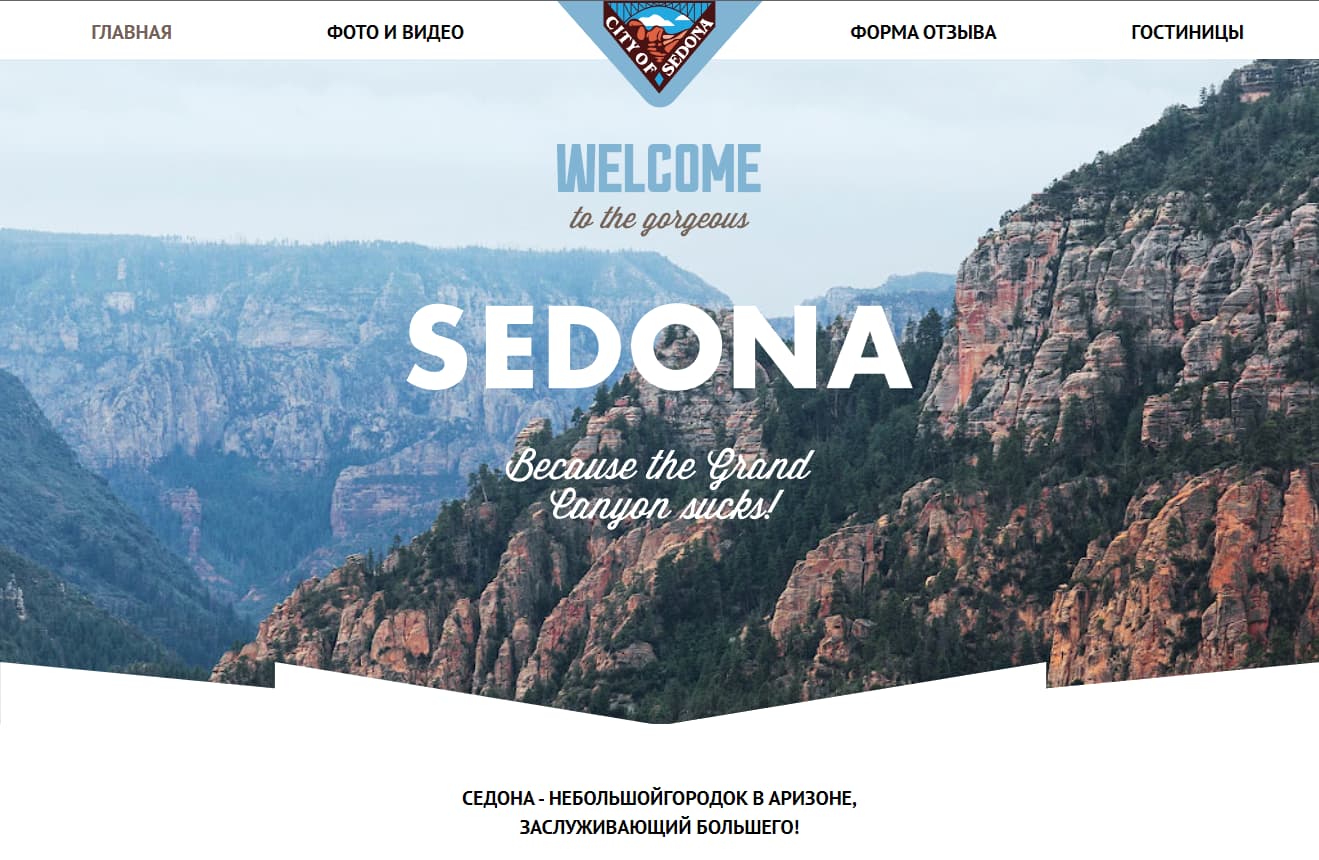 ГЛАВНАЯ
ФОТО И ВИДЕО
CITY OF SEDONA
ФОРМА ОТЗЫВА
ГОСТИНИЦЫ
WELCOME
to the gorgeous
SEDONA
Because the Grand
Canyon sucks!
СЕДОНА - НЕБОЛЬШОЙГОРОДОК В АРИЗОНЕ,
ЗАСЛУЖИВАЮЩИЙ БОЛЬШЕГО!